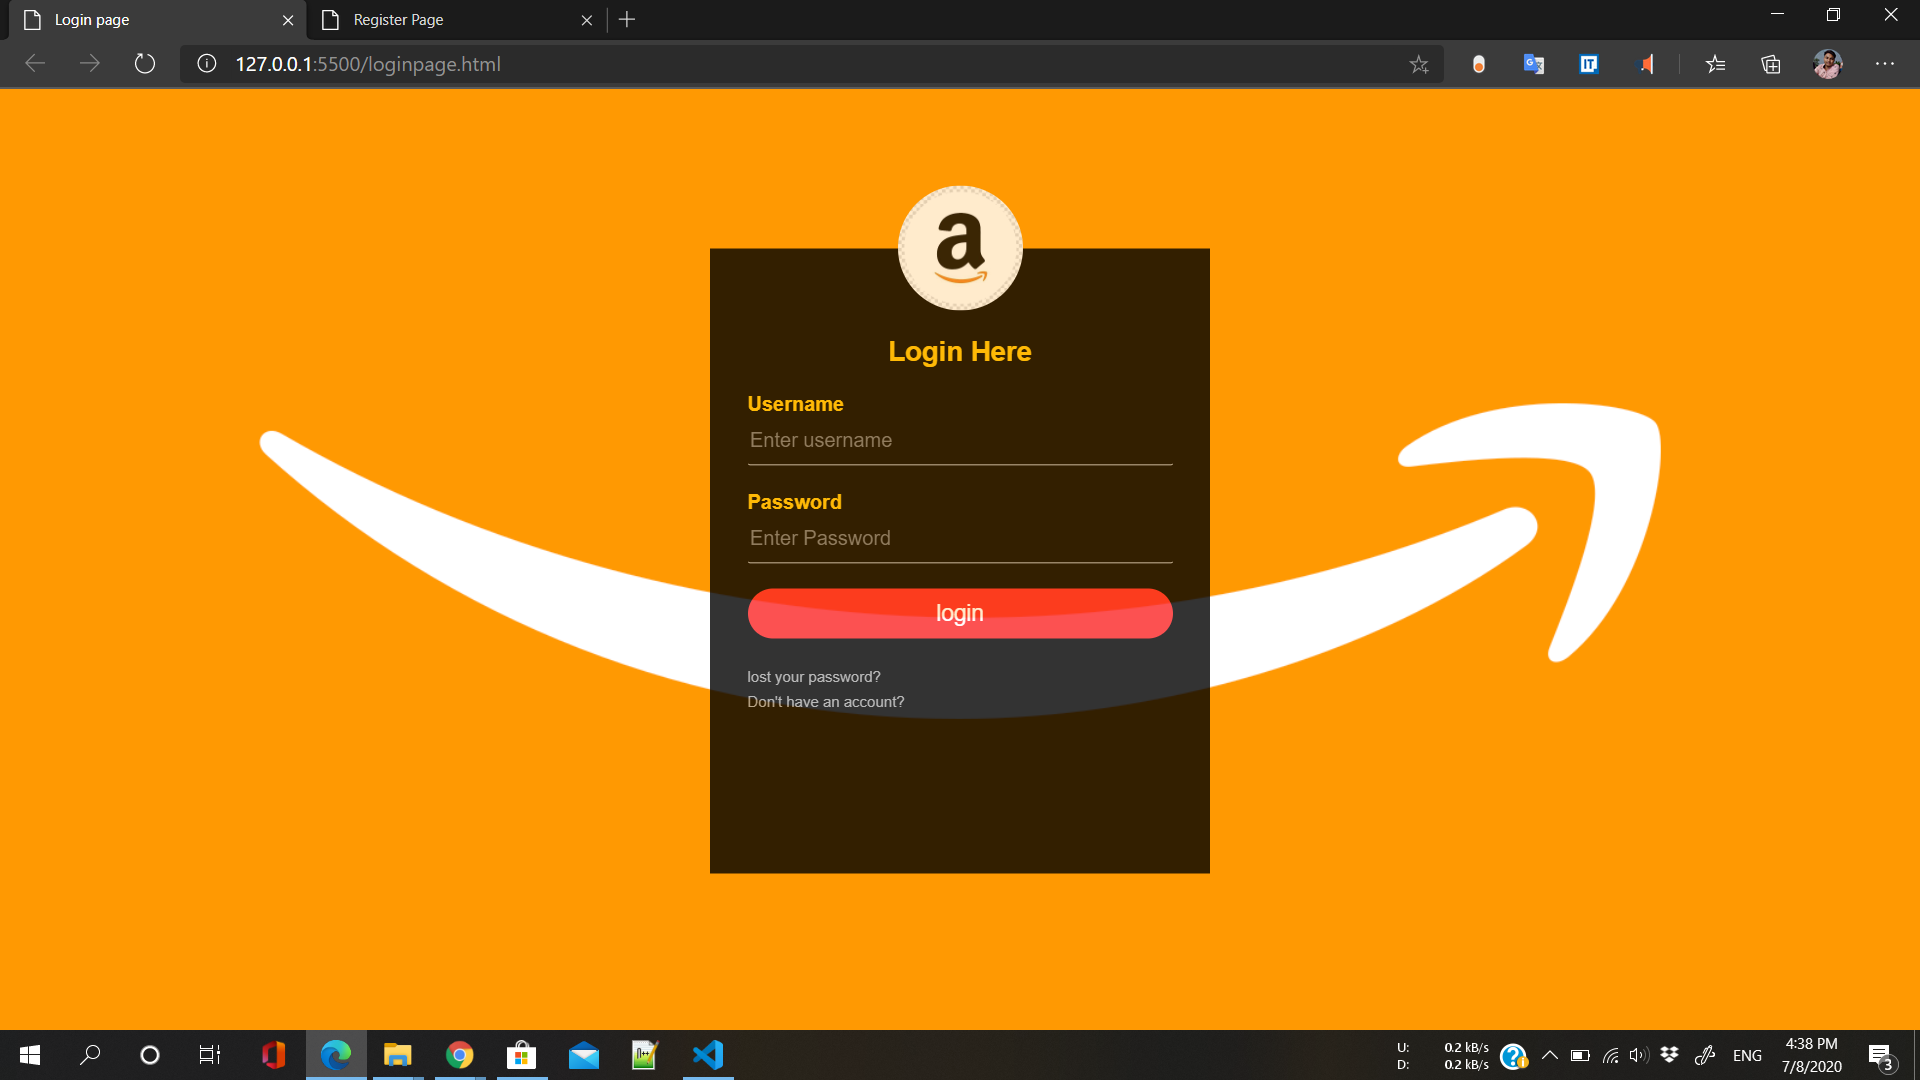 Login page
Register Page
127.0.0.1:5500/loginpage.html
IT
a
Login Here
Username
Enter username
Password
Enter Password
login
lost your password?
Don't have an account?
U: 0.2 kB/s
D: 0.2 kB/s
ENG
4:38 PM
7/8/2020
3